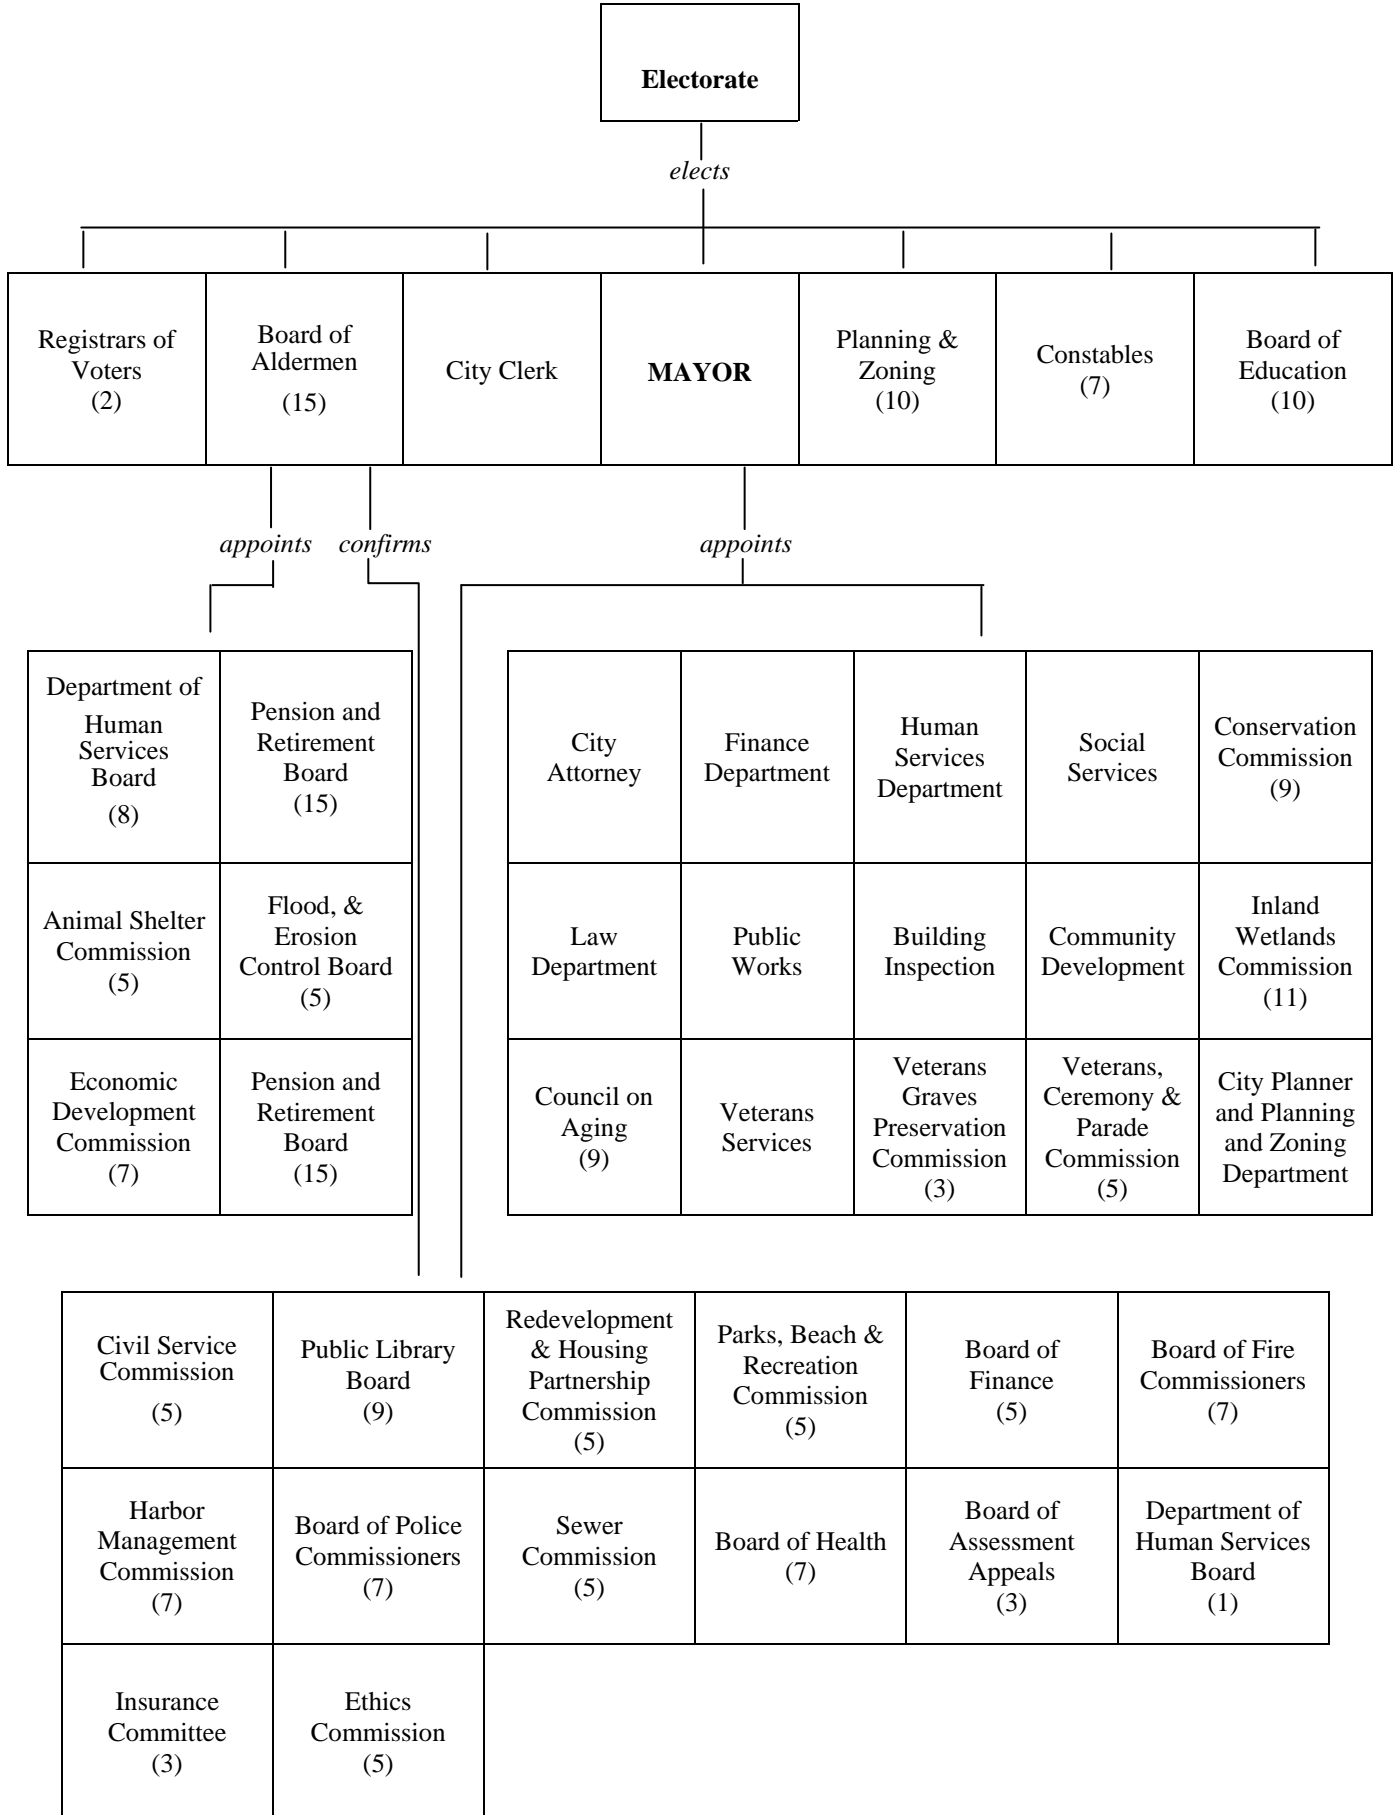 Electorate
elects
Registrars of
Voters
(2)
Board of
Aldermen
(15)
City Clerk
MAYOR
Planning &
Zoning
(10)
Constables
(7)
Board of
Education
(10)
appoints
confirms
appoints
Department of
Human
Services
Board
(8)
Pension and
Retirement
Board
(15)
Animal Shelter
Commission
(5)
Flood, &
Erosion
Control Board
(5)
Economic
Development
Commission
(7)
Pension and
Retirement
Board
(15)
City
Attorney
Finance
Department
Human
Services
Department
Social
Services
Conservation
Commission
(9)
Law
Department
Public
Works
Building
Inspection
Community
Development
Inland
Wetlands
Commission
(11)
Council on
Aging
(9)
Veterans
Services
Veterans
Graves
Preservation
Commission
(3)
Veterans,
Ceremony &
Parade
Commission
(5)
City Planner
and Planning
and Zoning
Department
Civil Service
Commission
(5)
Public Library
Board
(9)
Redevelopment
& Housing
Partnership
Commission
(5)
Parks, Beach &
Recreation
Commission
(5)
Board of
Finance
(5)
Board of Fire
Commissioners
(7)
Harbor
Management
Commission
(7)
Board of Police
Commissioners
(7)
Sewer
Commission
(5)
Board of Health
(7)
Board of
Assessment
Appeals
(3)
Department of
Human Services
Board
(1)
Insurance
Committee
(3)
Ethics
Commission
(5)